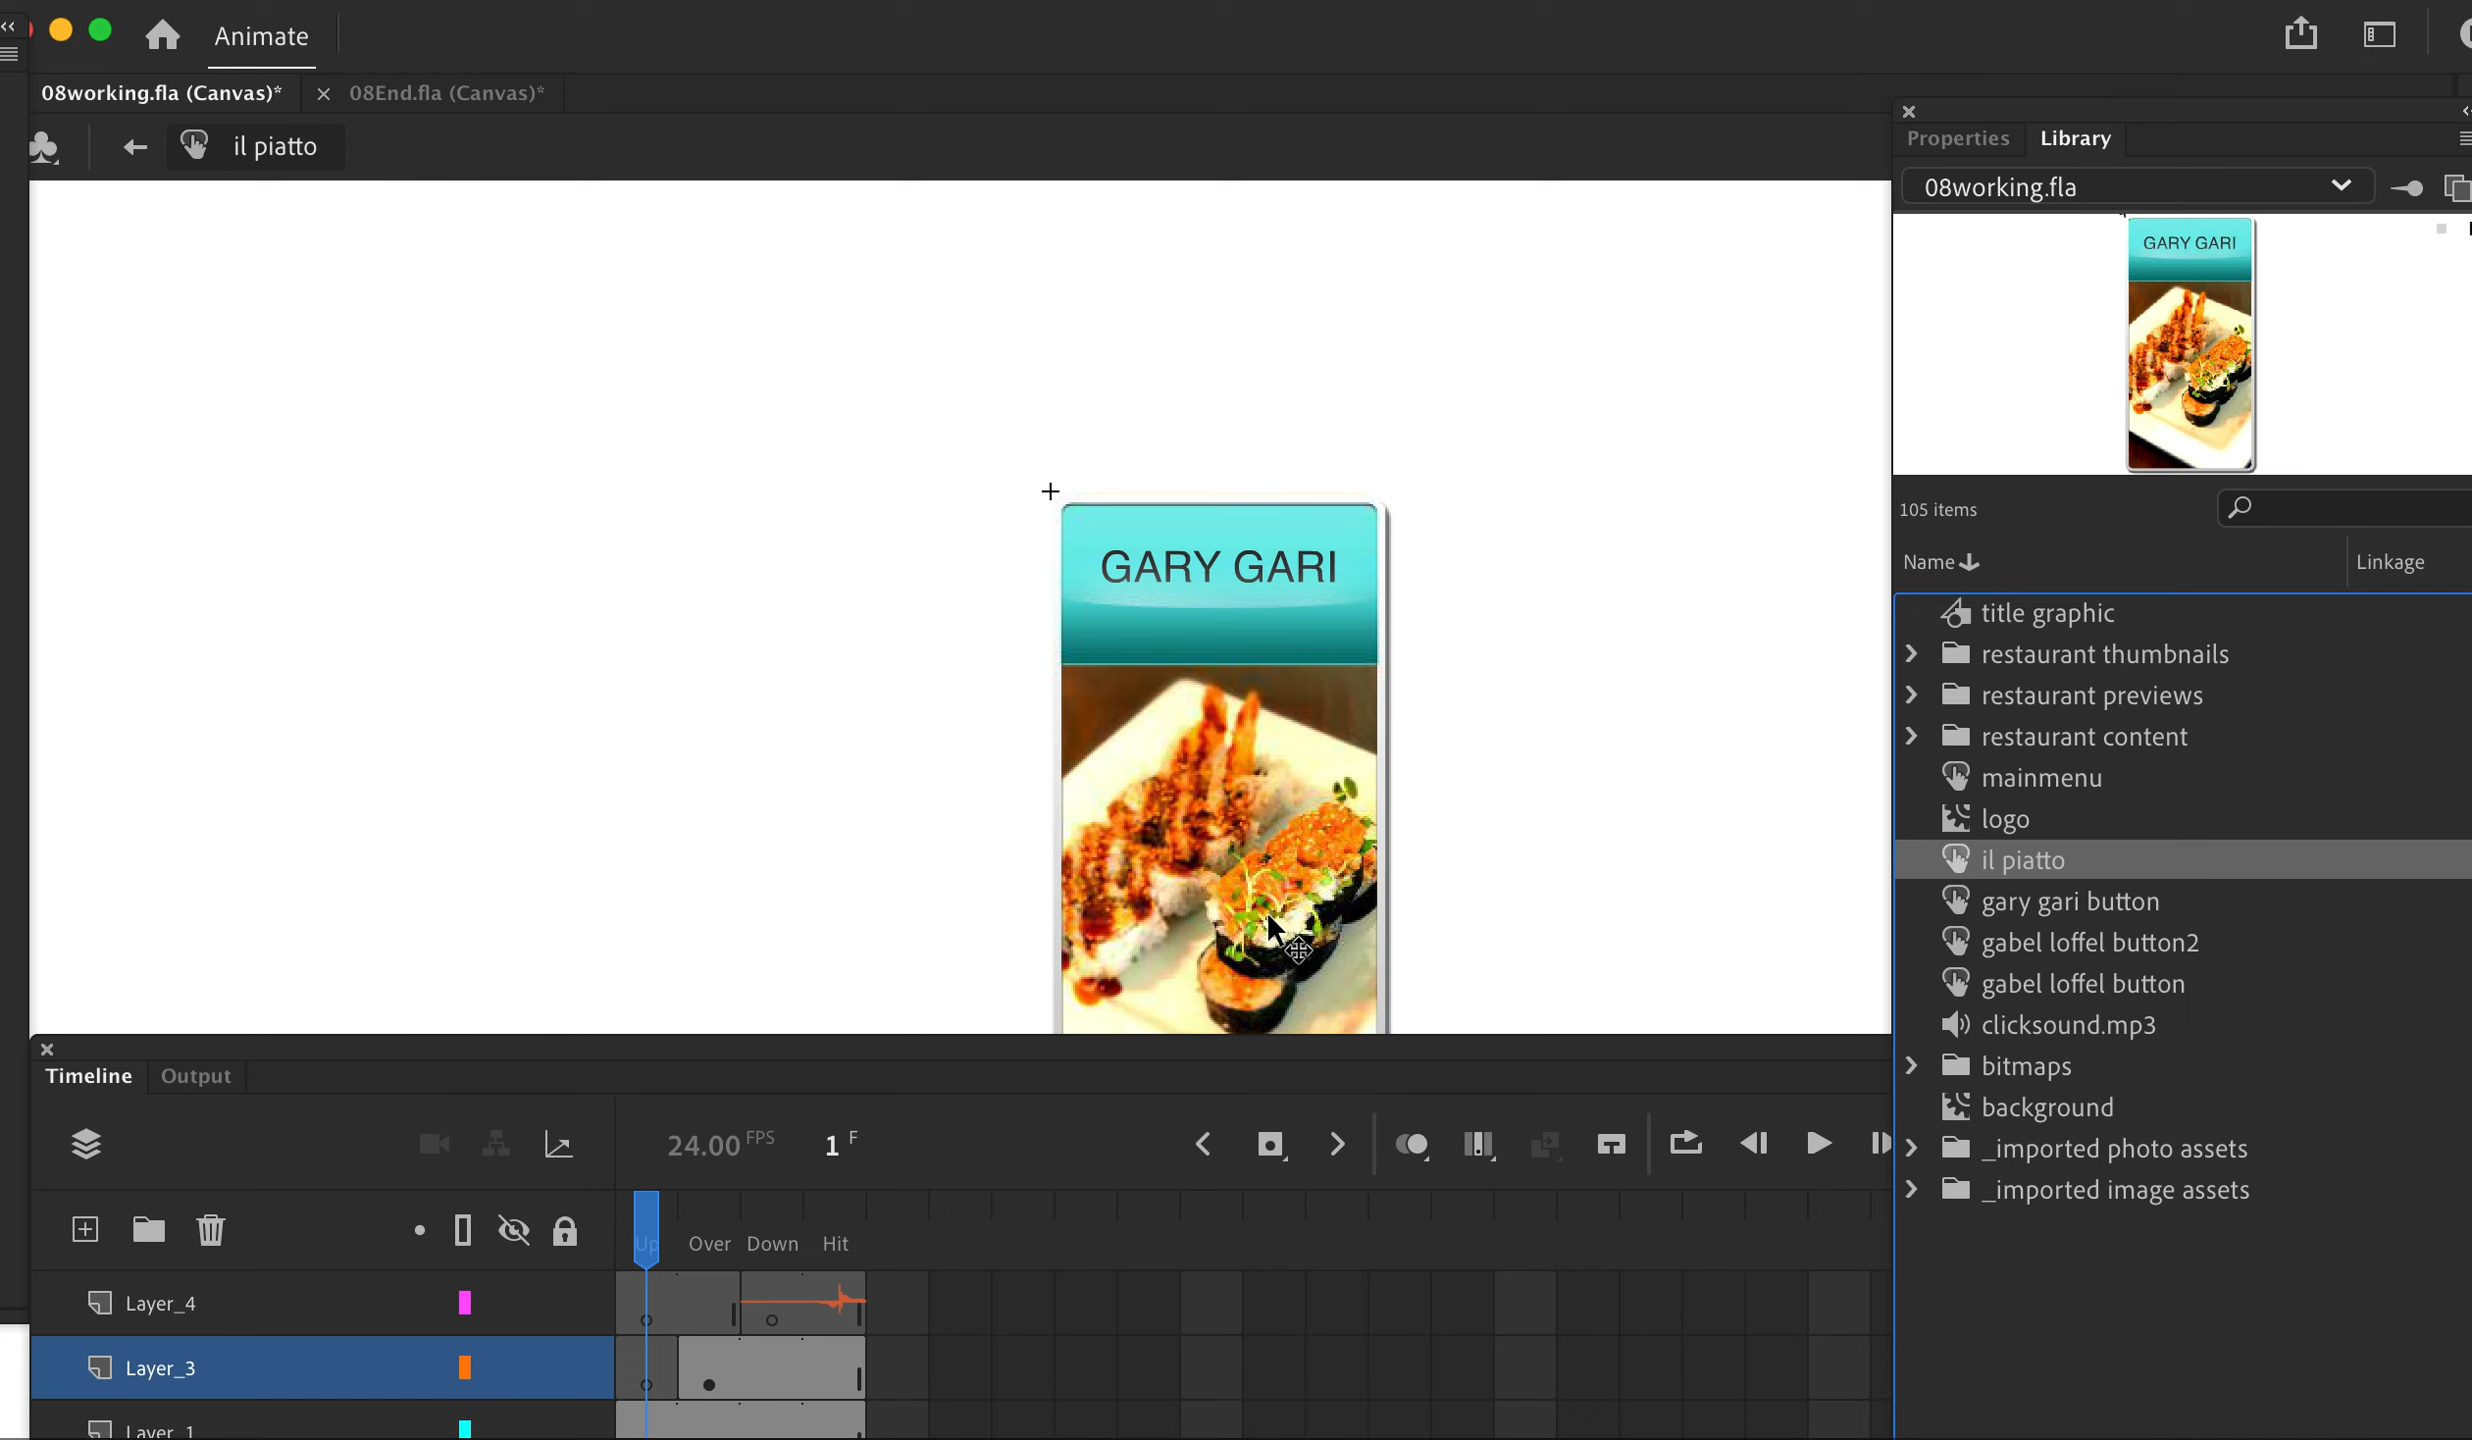 Animate
08working.fla (Canvas)*
08End.fla (Canvas)*
il piatto
Properties
Library
08working.fla
GARY GARI
105 items
Name
Linkage
title graphic
restaurant thumbnails
restaurant previews
restaurant content
mainmenu
logo
il piatto
gary gari button
gabel loffel button2
gabel loffel button
clicksound.mp3
bitmaps
background
_imported photo assets
_imported image assets
GARY GARI
Timeline
Output
24.00 FPS
1 F
Up
Over
Down
Hit
Layer_4
Layer_3
Layer_1